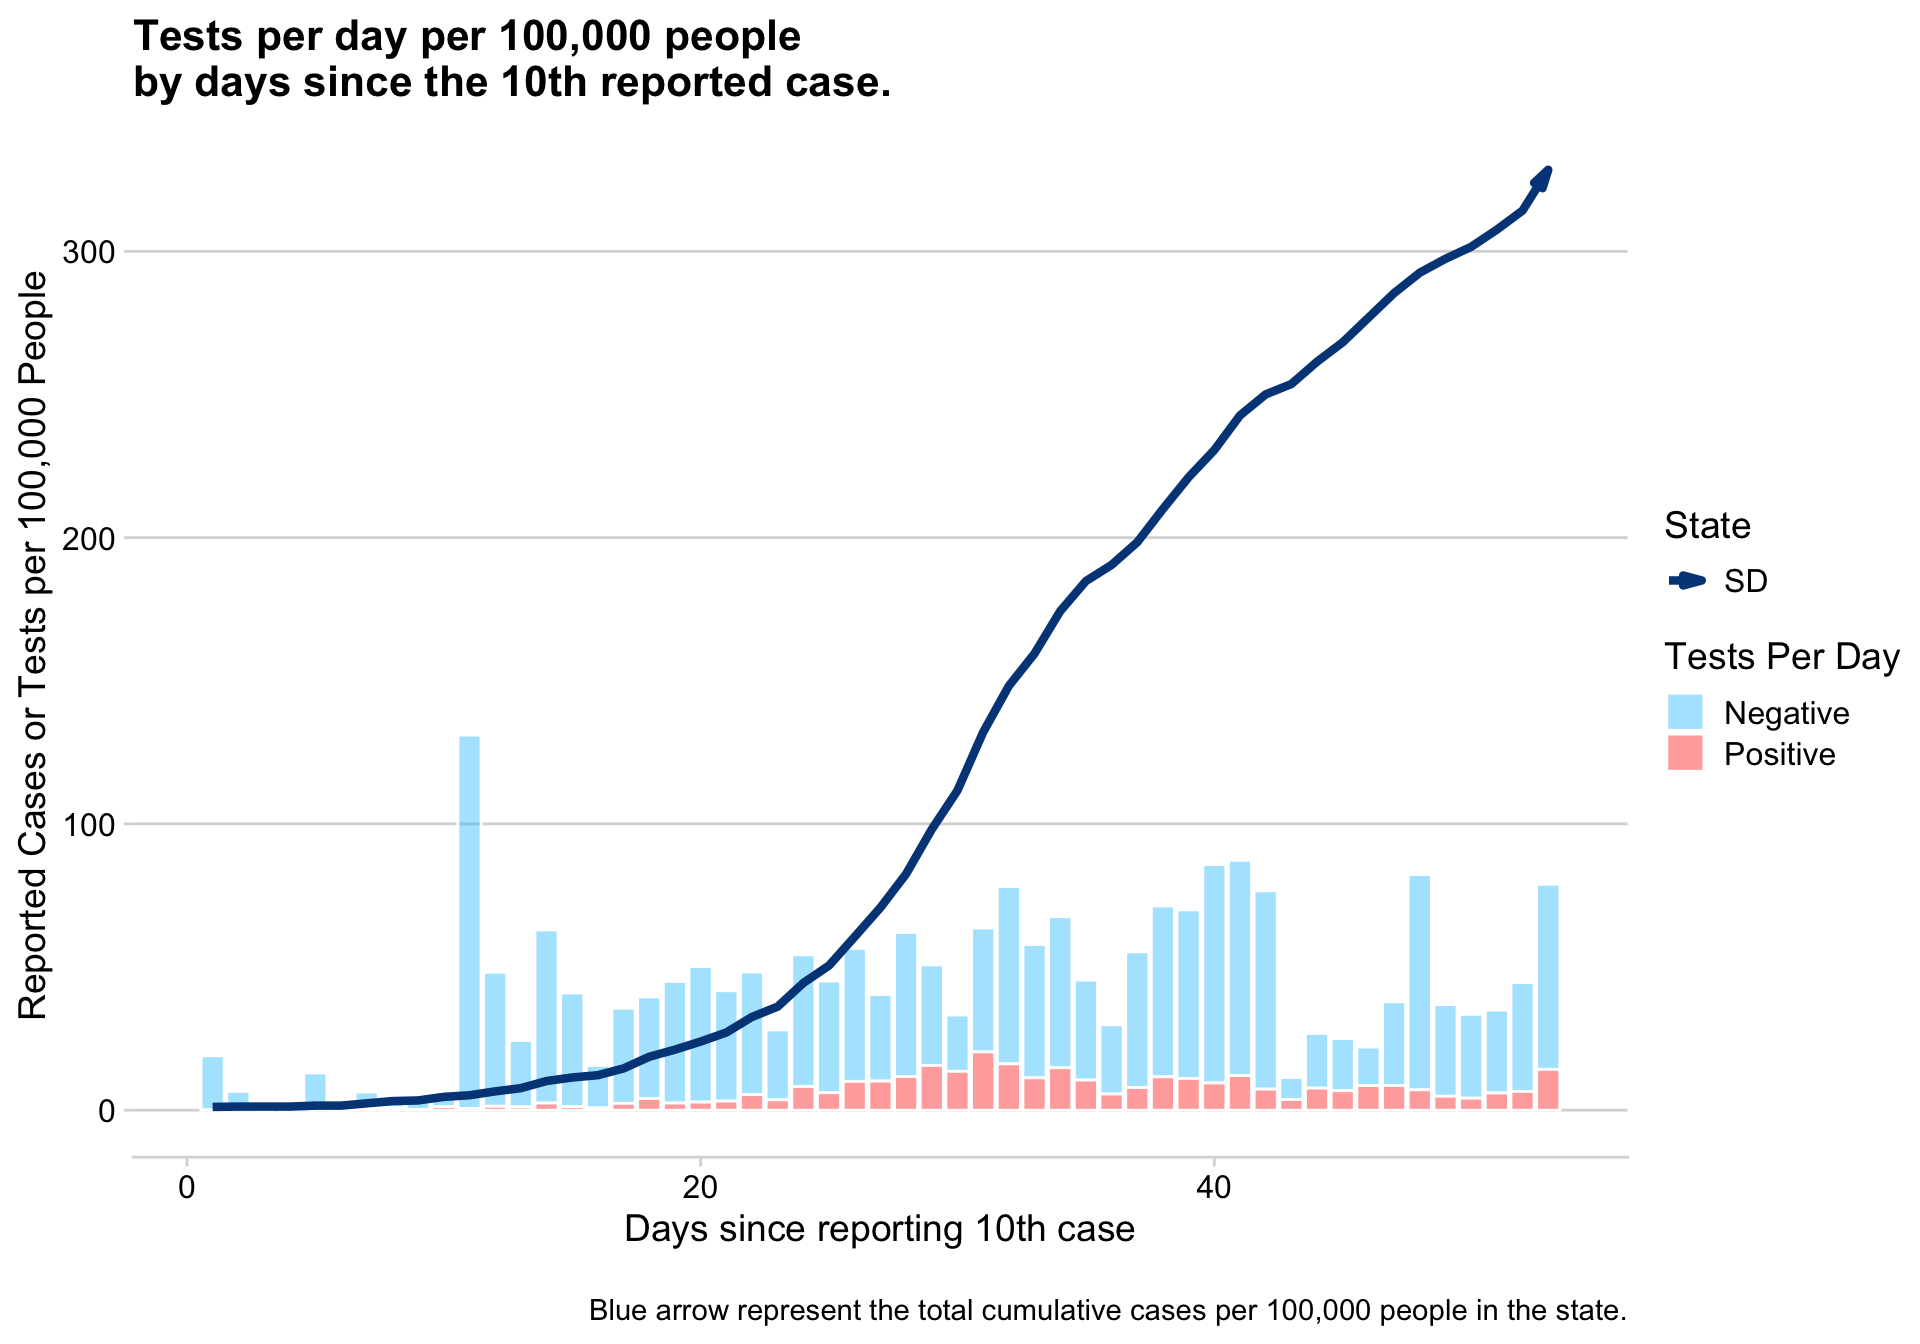 Tests per day per 100,000 people
by days since the 10th reported case.
Reported Cases or Tests per 100,000 People
300
200
100
0
0
20
40
Days since reporting 10th case
State
SD
Tests Per Day
Negative
Positive
Blue arrow represent the total cumulative cases per 100,000 people in the state.